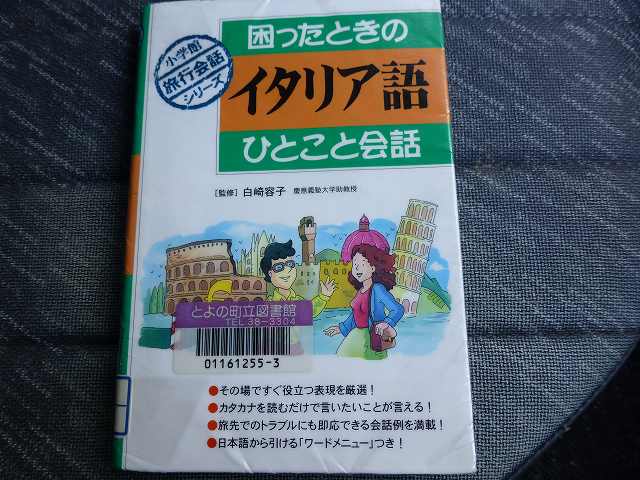 小学館
旅行会話
シリーズ
困ったときの
イタリア語
ひとこと会話
[監修] 白崎容子 慶應義塾大学助教授
とよの町立図書館
TEL 38-3304
01161255-3
●その場ですぐ役立つ表現を厳選!
●カタカナを読むだけで言いたいことが言える!
●旅先でのトラブルにも即応できる会話例を満載!
●日本語から引ける「ワードメニュー」つき!